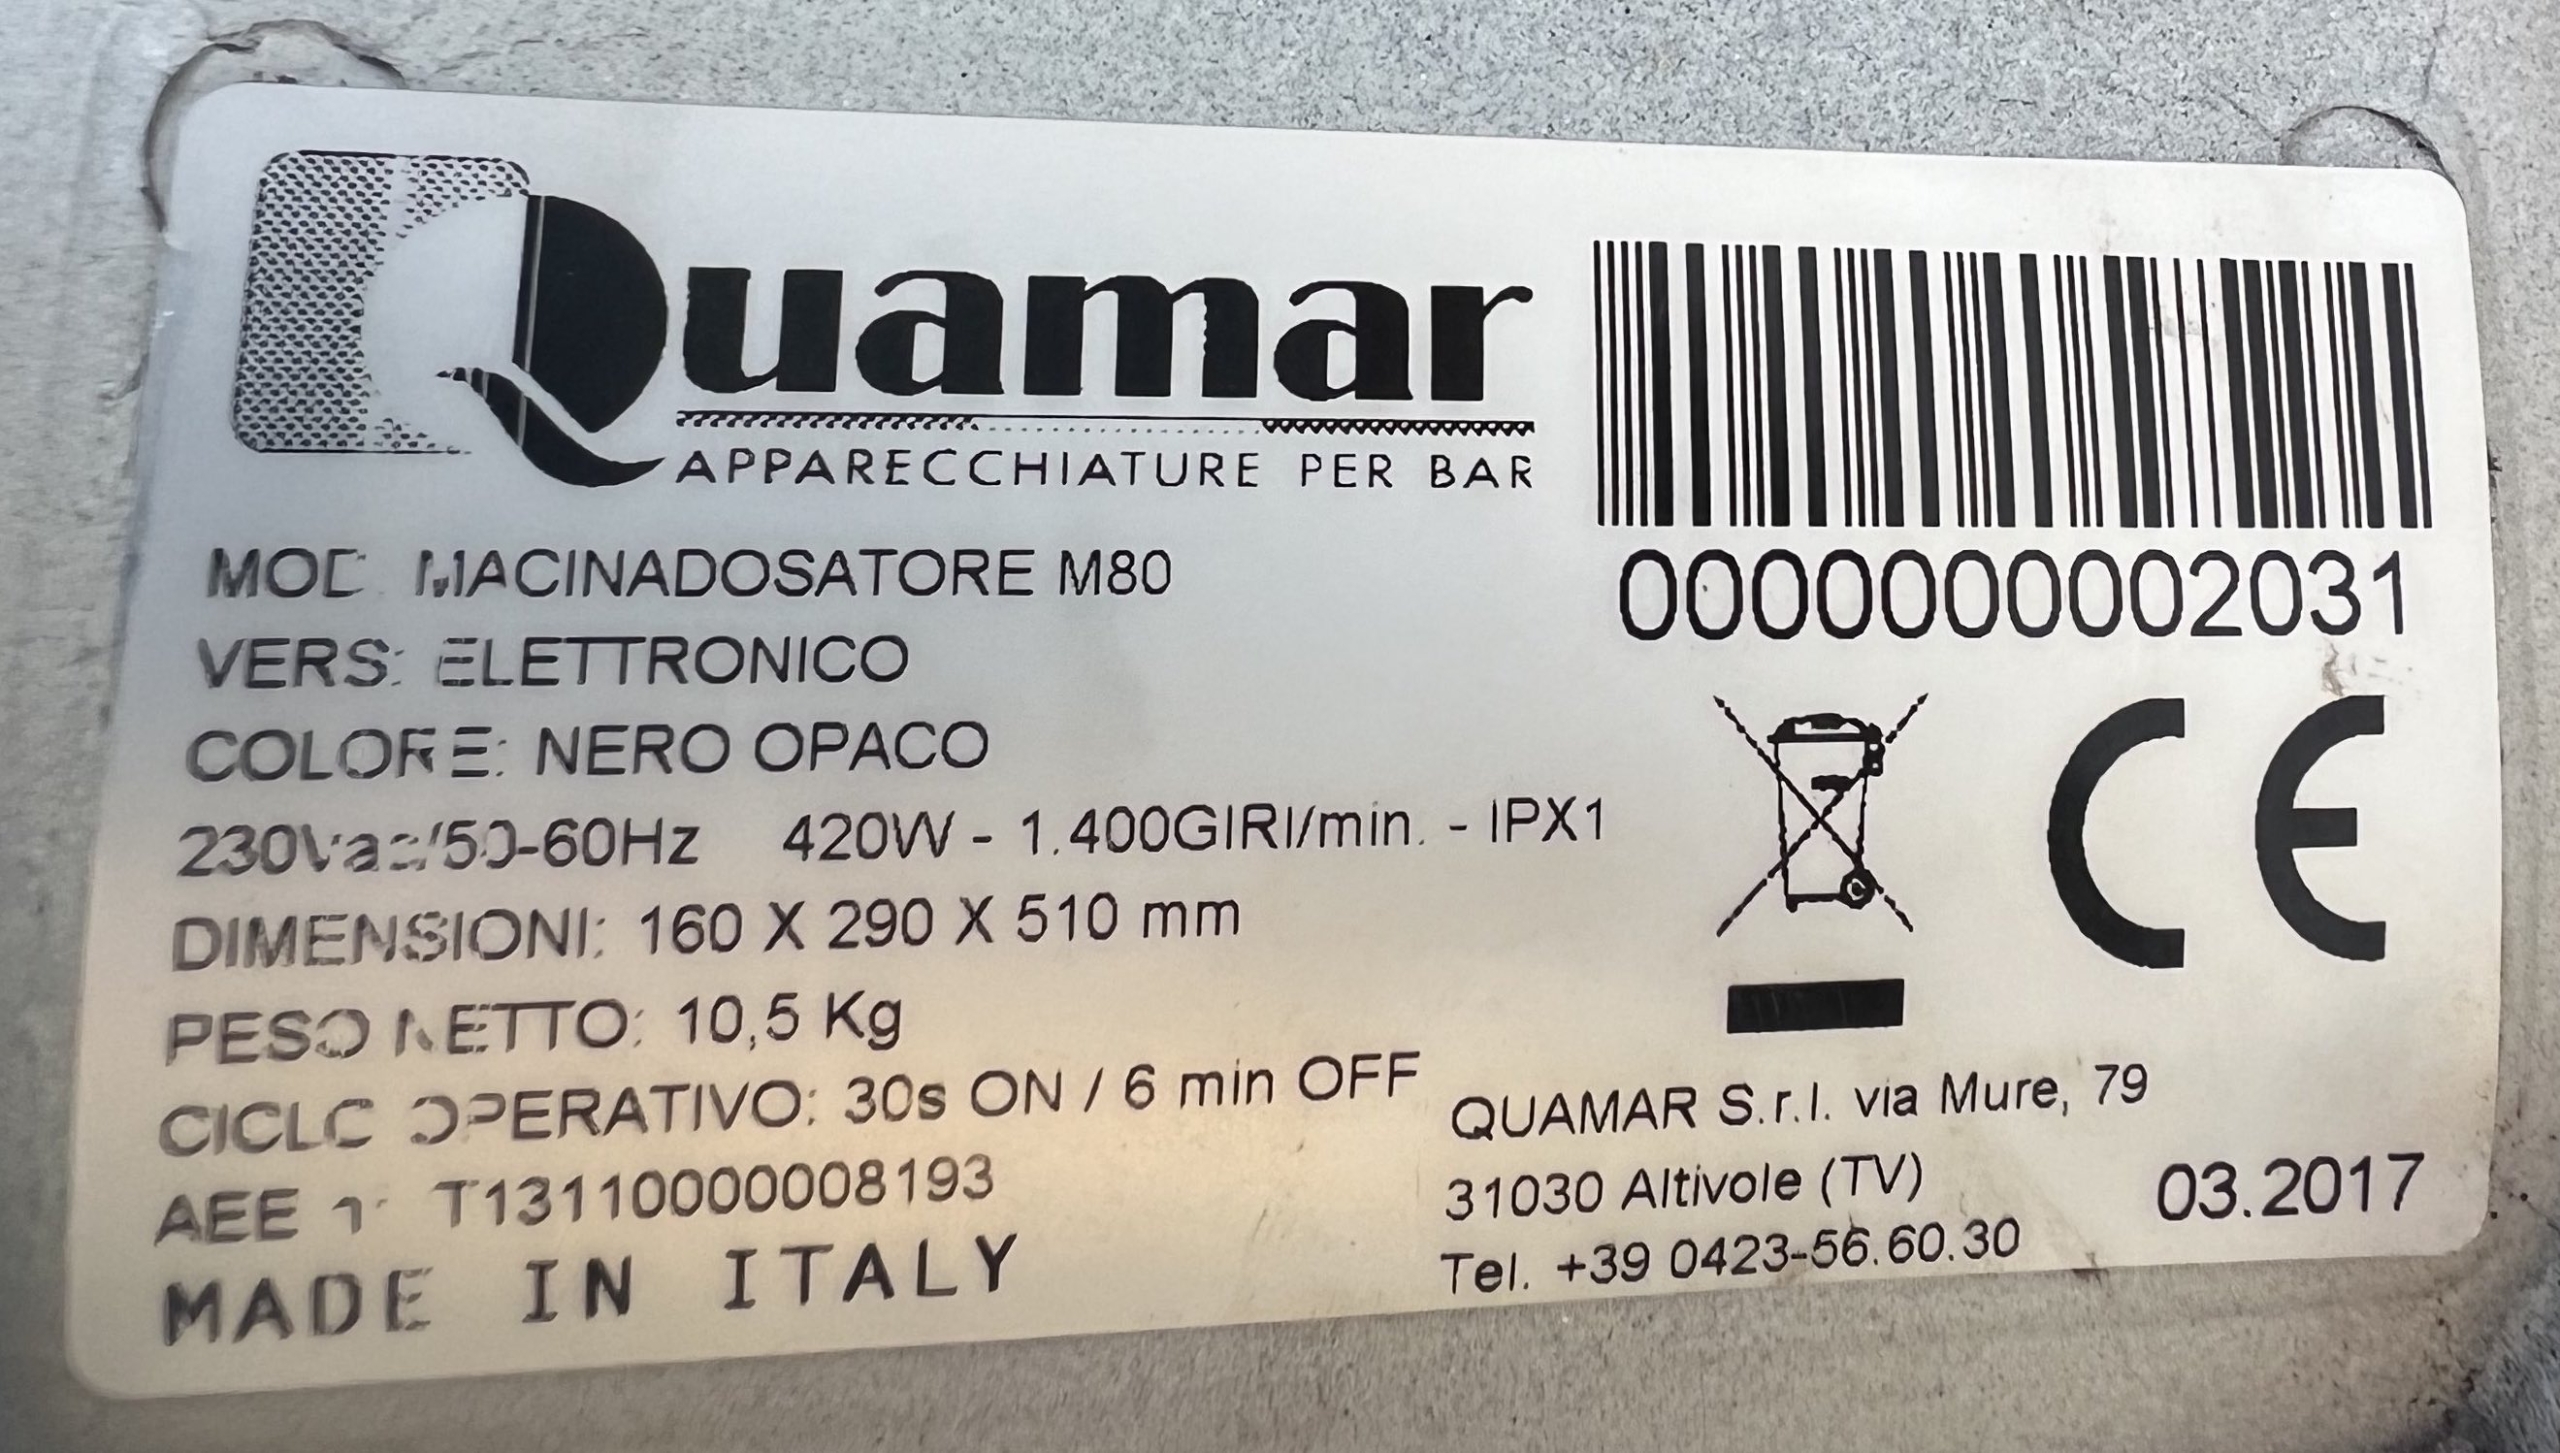 Quamar
APPARECCHIATURE PER BAR
0000000002031
MOD. MACINADOSATORE M80
VERS: ELETTRONICO
COLORE: NERO OPACO
230Vac/50-60Hz 420W - 1.400GIRI/min. - IPX1
DIMENSIONI: 160 X 290 X 510 mm
PESO NETTO: 10,5 Kg
CICLO OPERATIVO: 30s ON / 6 min OFF
AEE T13110000008193
MADE IN ITALY
CE
QUAMAR S.r.l. via Mure, 79
31030 Altivole (TV)
Tel. +39 0423-56.60.30
03.2017